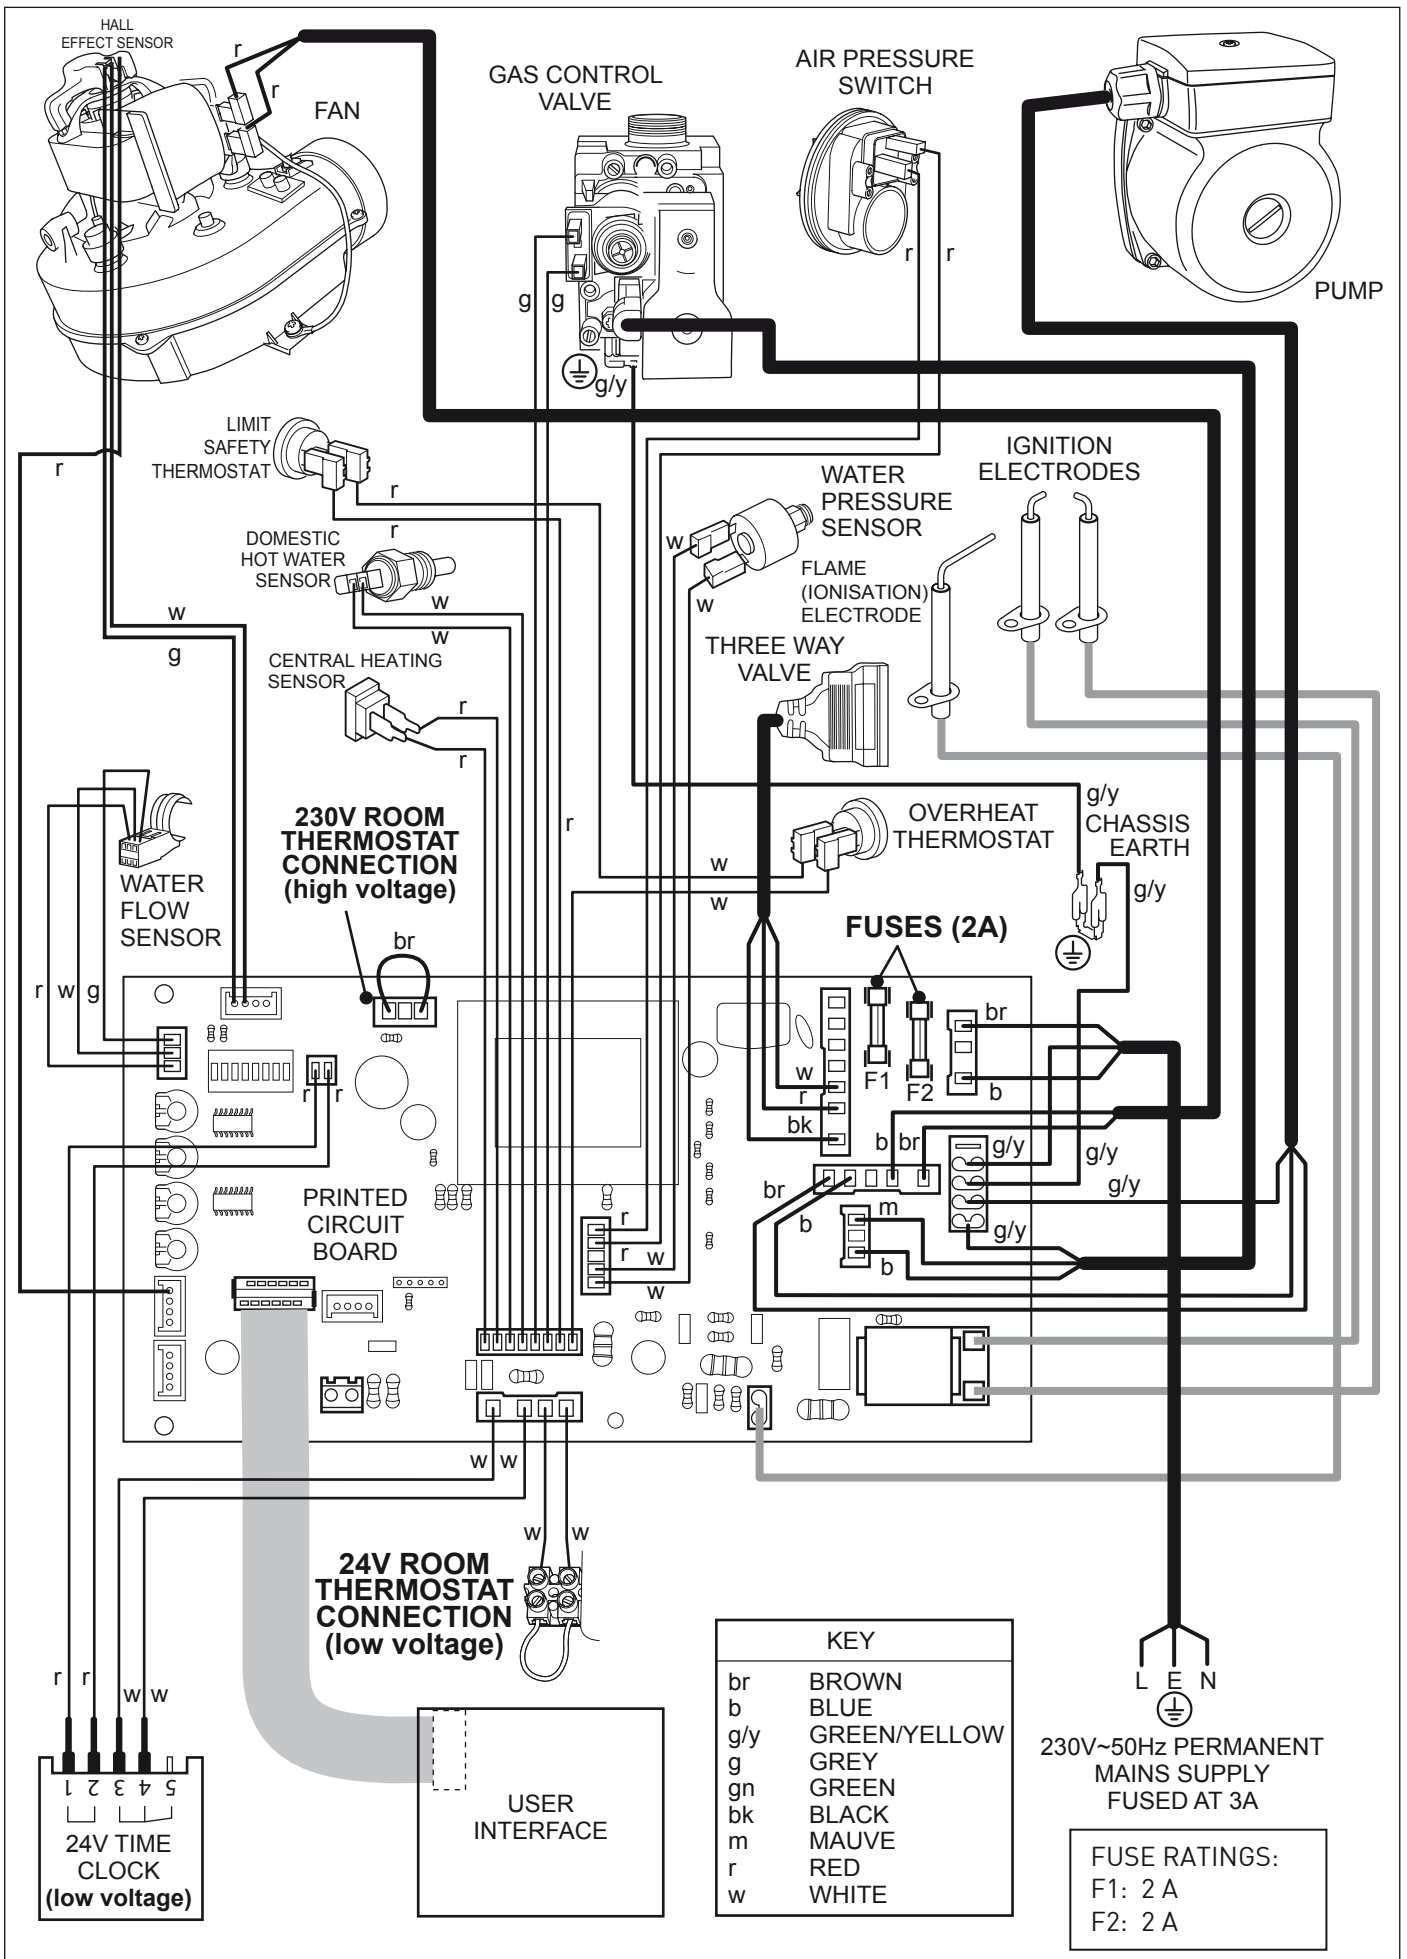 HALL
EFFECT SENSOR
r
r
FAN
GAS CONTROL
VALVE
AIR PRESSURE
SWITCH
r
r
PUMP
g
g
g/y
LIMIT
SAFETY
THERMOSTAT
r
r
r
DOMESTIC
HOT WATER
SENSOR
w
w
WATER
PRESSURE
SENSOR
w
w
IGNITION
ELECTRODES
FLAME
(IONISATION)
ELECTRODE
w
g
CENTRAL HEATING
SENSOR
r
r
THREE WAY
VALVE
230V ROOM
THERMOSTAT
CONNECTION
(high voltage)
r
OVERHEAT
THERMOSTAT
w
w
g/y
CHASSIS
EARTH
g/y
WATER
FLOW
SENSOR
br
FUSES (2A)
r
w
g
br
F1
F2
b
w
r
bk
r
r
b
br
g/y
g/y
g/y
g/y
br
b
m
b
PRINTED
CIRCUIT
BOARD
r
r
w
w
w
w
w
w
24V ROOM
THERMOSTAT
CONNECTION
(low voltage)
r
r
w
w
1
2
3
4
5
24V TIME
CLOCK
(low voltage)
USER
INTERFACE
KEY
br BROWN
b BLUE
g/y GREEN/YELLOW
g GREY
gn GREEN
bk BLACK
m MAUVE
r RED
w WHITE
L E N
230V~50Hz PERMANENT
MAINS SUPPLY
FUSED AT 3A
FUSE RATINGS:
F1: 2 A
F2: 2 A